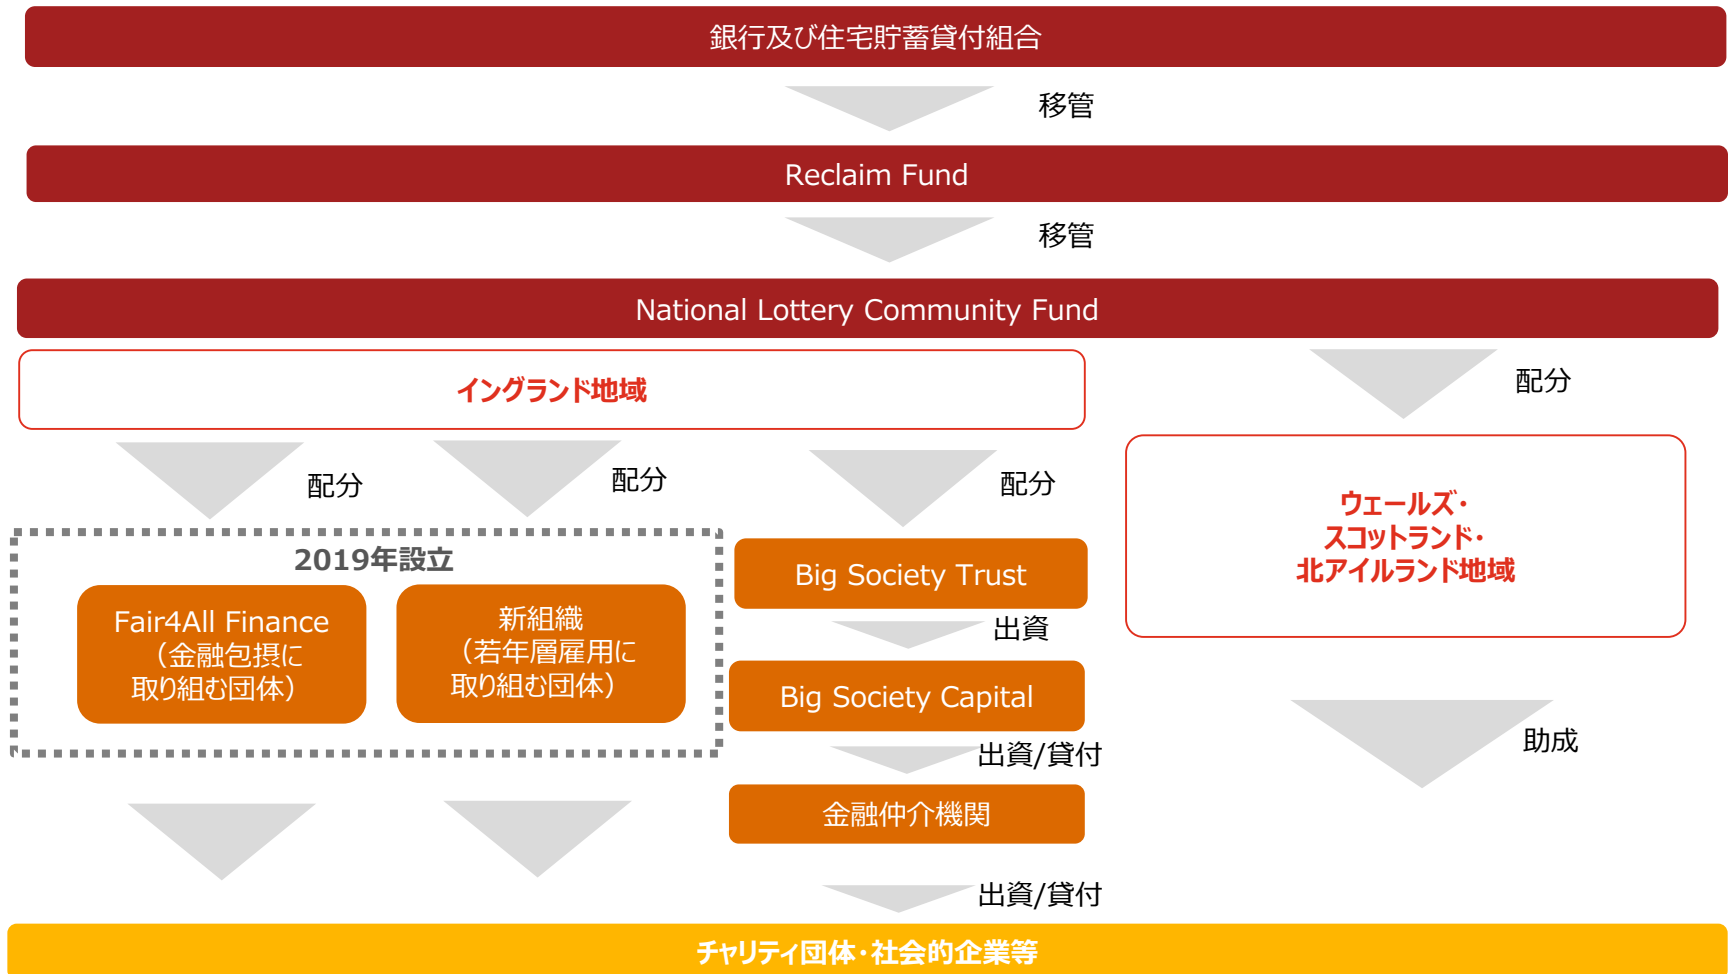 銀行及び住宅貯蓄貸付組合
移管
Reclaim Fund
移管
National Lottery Community Fund
イングランド地域
配分
配分
配分
配分
2019年設立
Fair4All Finance
（金融包摂に
取り組む団体）
新組織
（若年層雇用に
取り組む団体）
Big Society Trust
出資
Big Society Capital
出資/貸付
金融仲介機関
出資/貸付
ウェールズ・
スコットランド・
北アイルランド地域
助成
チャリティ団体・社会的企業等